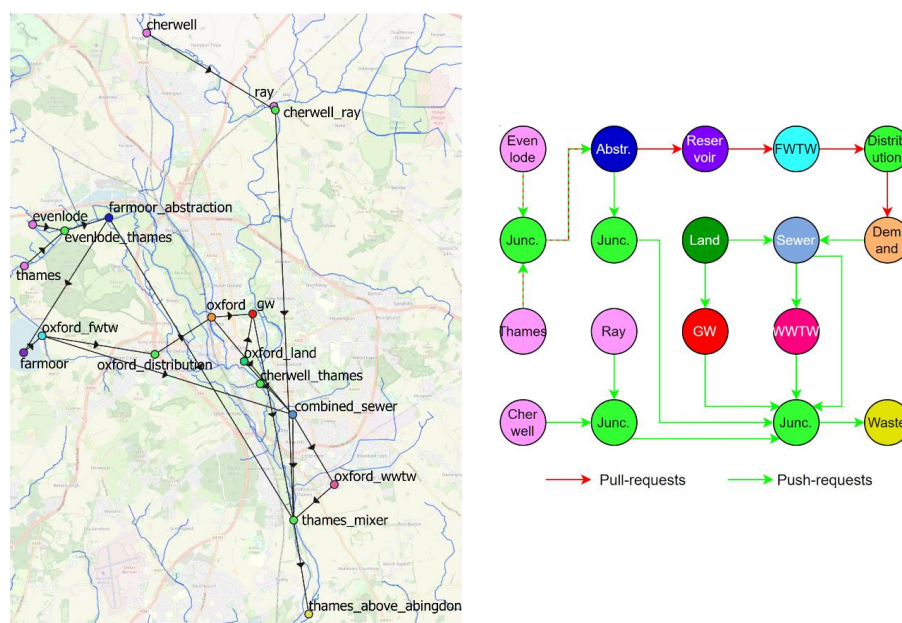 cherwell
ray
cherwell_ray
farmoor_abstraction
evenlode
evenlode_thames
thames
oxford
gw
oxford_fwtw
farmoor
oxford_distribution
oxford_land
cherwell_thames
combined_sewer
oxford_wwtw
thames_mixer
thames_above_abingdon
Even
lode
Abstr.
Reser
voir
FWTW
Distrib
ution
Junc.
Junc.
Land
Sewer
Dem
and
Thames
Ray
GW
WWTW
Cher
well
Junc.
Junc.
Waste
Pull-requests
Push-requests